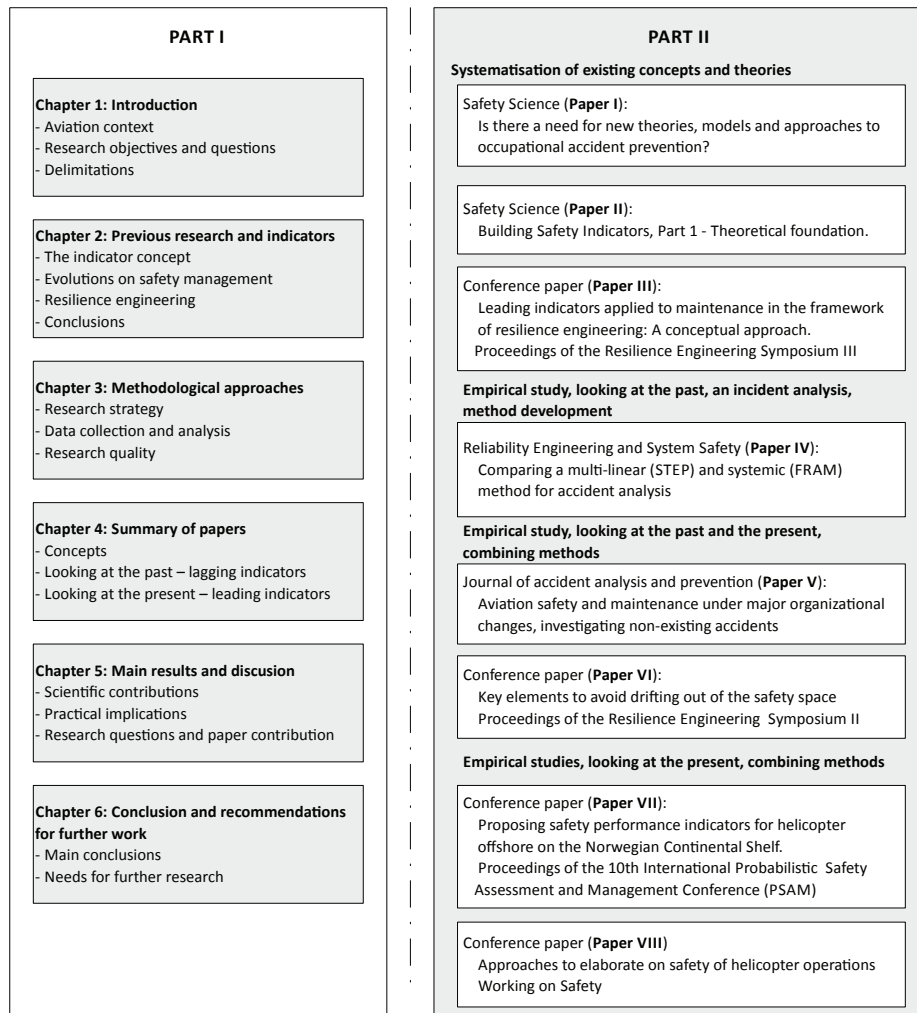 PART I
Chapter 1: Introduction
- Aviation context
- Research objectives and questions
- Delimitations
Chapter 2: Previous research and indicators
- The indicator concept
- Evolutions on safety management
- Resilience engineering
- Conclusions
Chapter 3: Methodological approaches
- Research strategy
- Data collection and analysis
- Research quality
Chapter 4: Summary of papers
- Concepts
- Looking at the past – lagging indicators
- Looking at the present – leading indicators
Chapter 5: Main results and discusion
- Scientific contributions
- Practical implications
- Research questions and paper contribution
Chapter 6: Conclusion and recommendations
for further work
- Main conclusions
- Needs for further research
PART II
Systematisation of existing concepts and theories
Safety Science (Paper I):
Is there a need for new theories, models and approaches to
occupational accident prevention?
Safety Science (Paper II):
Building Safety Indicators, Part 1 - Theoretical foundation.
Conference paper (Paper III):
Leading indicators applied to maintenance in the framework
of resilience engineering: A conceptual approach.
Proceedings of the Resilience Engineering Symposium III
Empirical study, looking at the past, an incident analysis,
method development
Reliability Engineering and System Safety (Paper IV):
Comparing a multi-linear (STEP) and systemic (FRAM)
method for accident analysis
Empirical study, looking at the past and the present,
combining methods
Journal of accident analysis and prevention (Paper V):
Aviation safety and maintenance under major organizational
changes, investigating non-existing accidents
Conference paper (Paper VI):
Key elements to avoid drifting out of the safety space
Proceedings of the Resilience Engineering Symposium II
Empirical studies, looking at the present, combining methods
Conference paper (Paper VII):
Proposing safety performance indicators for helicopter
offshore on the Norwegian Continental Shelf.
Proceedings of the 10th International Probabilistic Safety
Assessment and Management Conference (PSAM)
Conference paper (Paper VIII)
Approaches to elaborate on safety of helicopter operations
Working on Safety